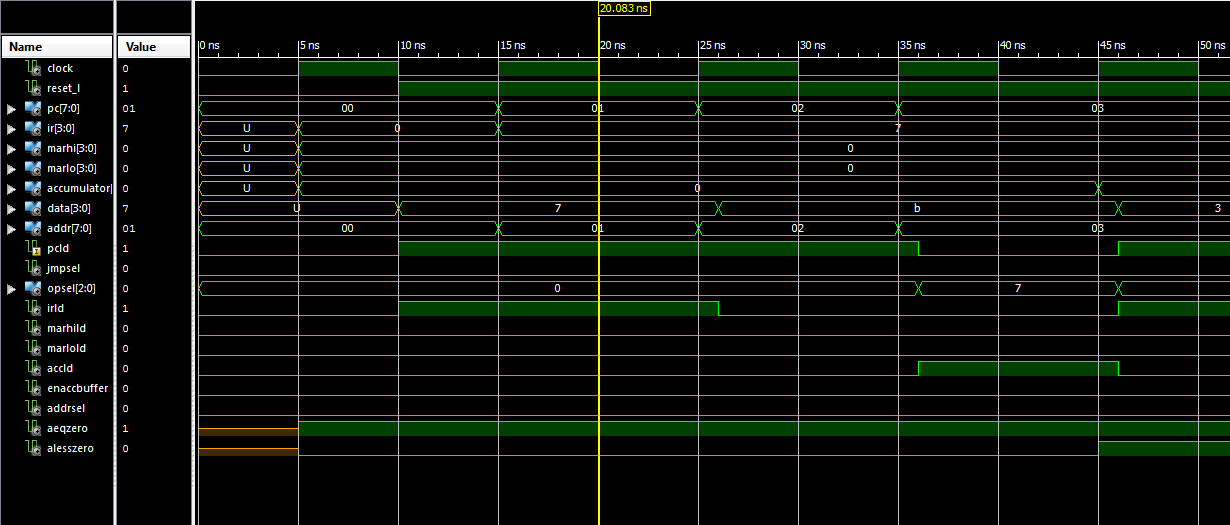 20.083 ns
Name Value 0 ns 5 ns 10 ns 15 ns 20 ns 25 ns 30 ns 35 ns 40 ns 45 ns 50 ns
clock 0
reset_l 1
pc[7:0] 01 00 01 02 03
ir[3:0] 7 U 0 7
marhi[3:0] 0 U 0
marlo[3:0] 0 U 0
accumulator[ 0 U 0
data[3:0] 7 U 7 b 3
addr[7:0] 01 00 01 02 03
pcld 1
jmpsel 0
opsel[2:0] 0 0 7
irld 1
marhild 0
marlold 0
accld 0
enaccbuffer 0
addrsel 0
aeqzero 1
alesszero 0